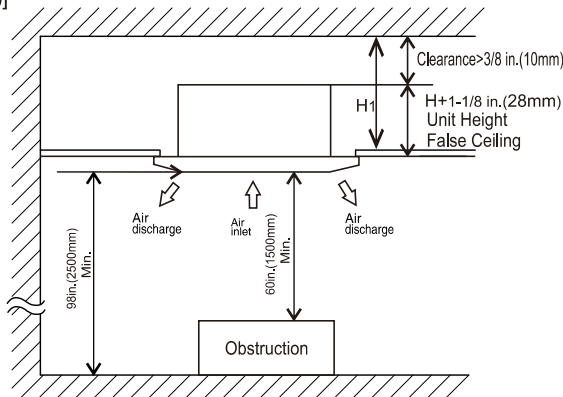 Clearance>3/8 in.(10mm)
H1
H+1-1/8 in.(28mm)
Unit Height
False Ceiling
Air
discharge
Air
inlet
Air
discharge
98in.(2500mm)
Min.
60in.(1500mm)
Min.
Obstruction